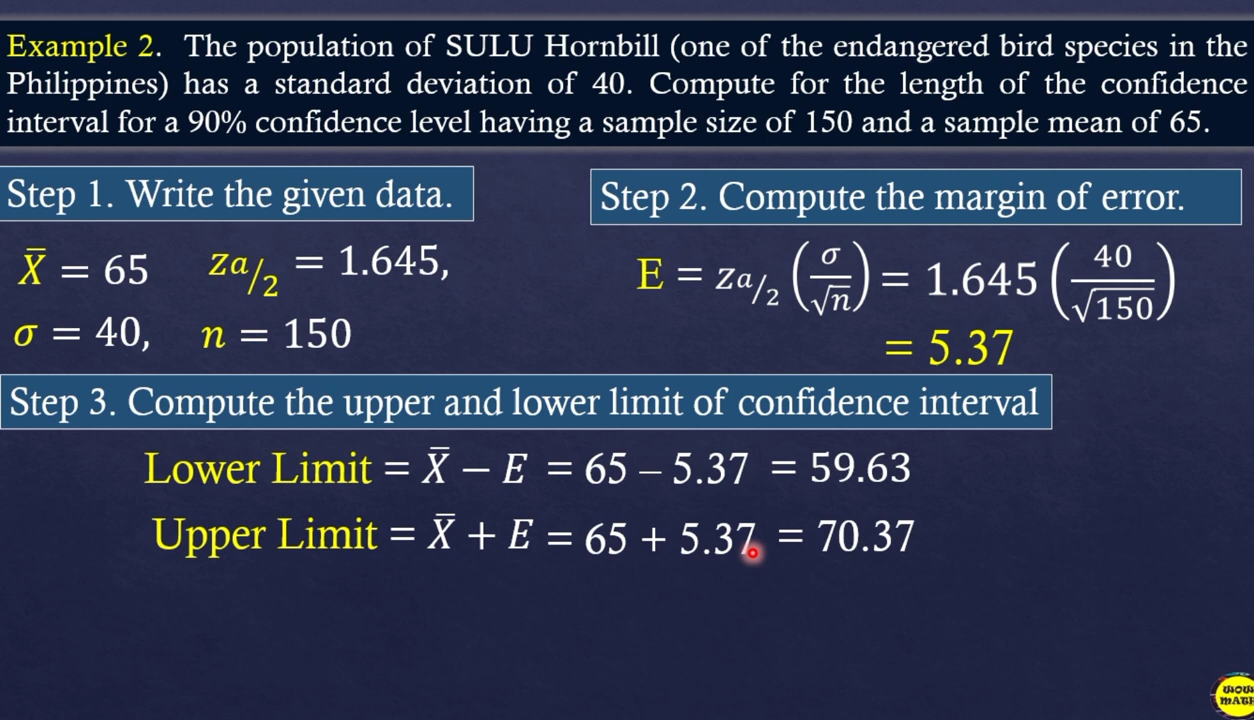 Example 2. The population of SULU Hornbill (one of the endangered bird species in the
Philippines) has a standard deviation of 40. Compute for the length of the confidence
interval for a 90% confidence level having a sample size of 150 and a sample mean of 65.
Step 1. Write the given data.
X̄ = 65 za/2 = 1.645,
σ = 40, n = 150
Step 2. Compute the margin of error.
E = za/2 (σ/√n) = 1.645 (40/√150)
= 5.37
Step 3. Compute the upper and lower limit of confidence interval
Lower Limit = X̄ − E = 65 – 5.37 = 59.63
Upper Limit = X̄ + E = 65 + 5.37 = 70.37
WOW
MATH